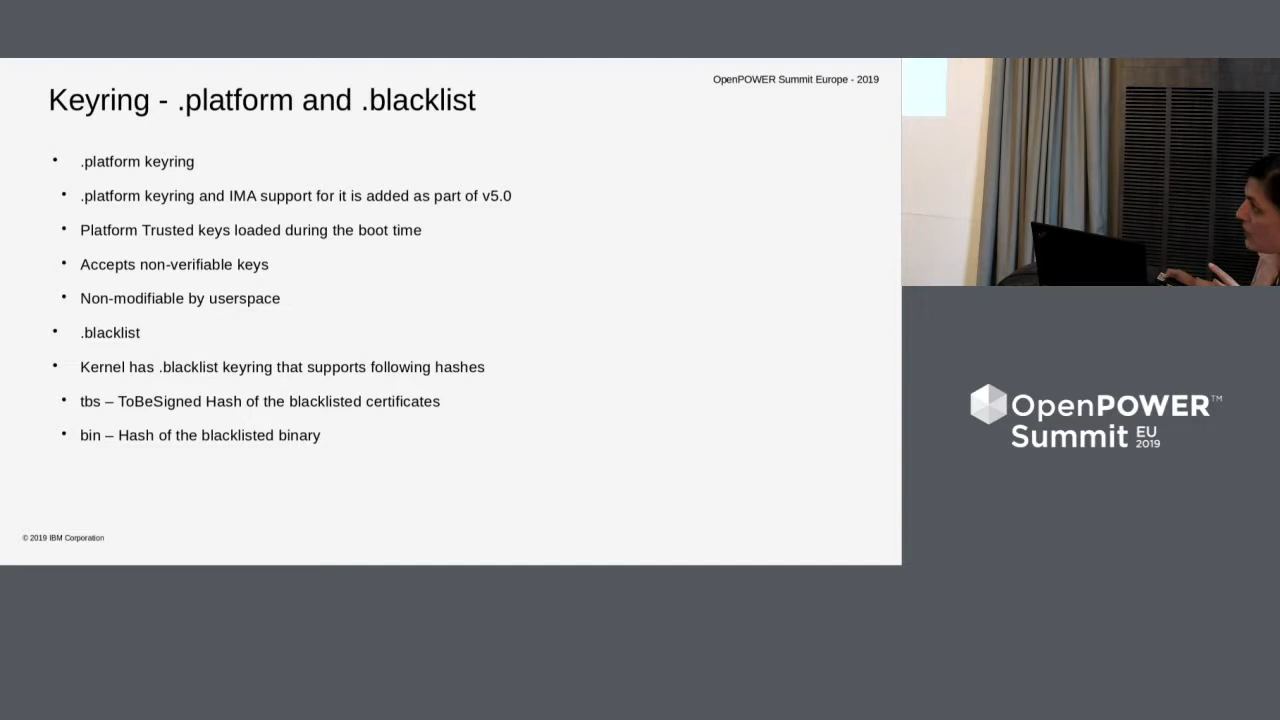 OpenPOWER Summit Europe - 2019
Keyring - .platform and .blacklist
• .platform keyring
• .platform keyring and IMA support for it is added as part of v5.0
• Platform Trusted keys loaded during the boot time
• Accepts non-verifiable keys
• Non-modifiable by userspace
• .blacklist
• Kernel has .blacklist keyring that supports following hashes
• tbs – ToBeSigned Hash of the blacklisted certificates
• bin – Hash of the blacklisted binary
© 2019 IBM Corporation
OpenPOWER™
Summit EU 2019